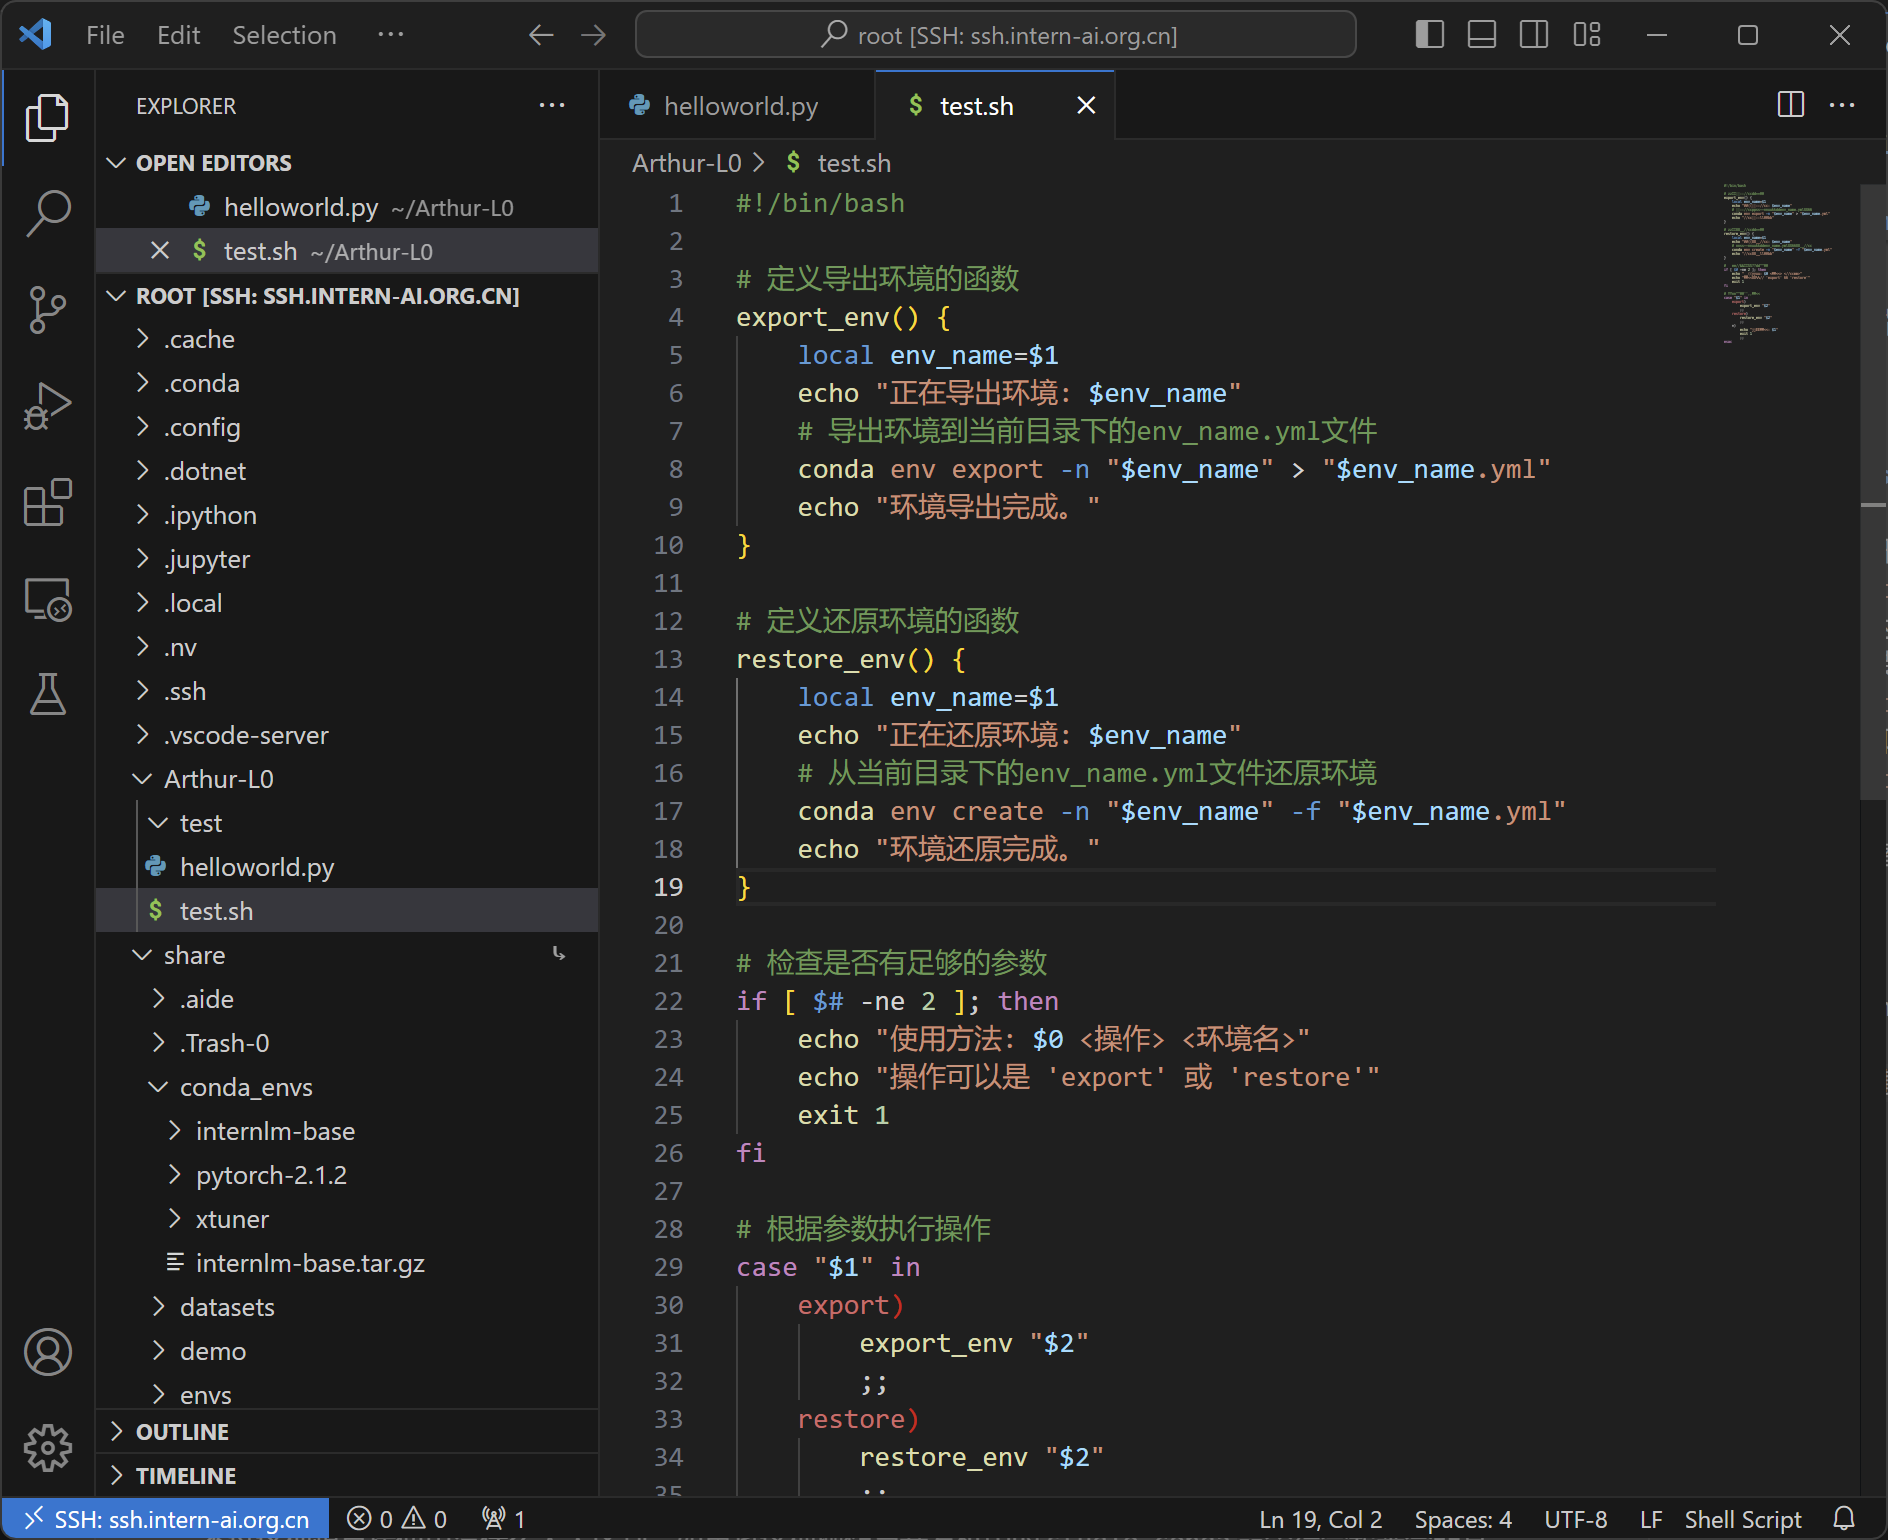 File Edit Selection ··· root [SSH: ssh.intern-ai.org.cn]
EXPLORER ···
OPEN EDITORS
helloworld.py ~/Arthur-L0
test.sh ~/Arthur-L0
ROOT [SSH: SSH.INTERN-AI.ORG.CN]
.cache
.conda
.config
.dotnet
.ipython
.jupyter
.local
.nv
.ssh
.vscode-server
Arthur-L0
test
helloworld.py
$ test.sh
share
.aide
.Trash-0
conda_envs
internlm-base
pytorch-2.1.2
xtuner
internlm-base.tar.gz
datasets
demo
envs
OUTLINE
TIMELINE
helloworld.py
$ test.sh
Arthur-L0 > $ test.sh
1 #!/bin/bash
2
3 # 定义导出环境的函数
4 export_env() {
5 local env_name=$1
6 echo "正在导出环境: $env_name"
7 # 导出环境到当前目录下的env_name.yml文件
8 conda env export -n "$env_name" > "$env_name.yml"
9 echo "环境导出完成。"
10 }
11
12 # 定义还原环境的函数
13 restore_env() {
14 local env_name=$1
15 echo "正在还原环境: $env_name"
16 # 从当前目录下的env_name.yml文件还原环境
17 conda env create -n "$env_name" -f "$env_name.yml"
18 echo "环境还原完成。"
19 }
20
21 # 检查是否有足够的参数
22 if [ $# -ne 2 ]; then
23 echo "使用方法: $0 <操作> <环境名>"
24 echo "操作可以是 'export' 或 'restore'"
25 exit 1
26 fi
27
28 # 根据参数执行操作
29 case "$1" in
30 export)
31 export_env "$2"
32 ;;
33 restore)
34 restore_env "$2"
35 ;;
SSH: ssh.intern-ai.org.cn 0 0 1 Ln 19, Col 2 Spaces: 4 UTF-8 LF Shell Script